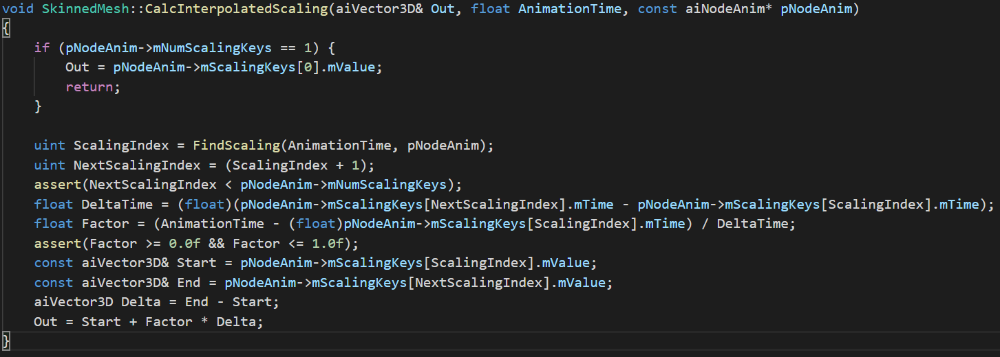 void SkinnedMesh::CalcInterpolatedScaling(aiVector3D& Out, float AnimationTime, const aiNodeAnim* pNodeAnim)
{
    if (pNodeAnim->mNumScalingKeys == 1) {
        Out = pNodeAnim->mScalingKeys[0].mValue;
        return;
    }

    uint ScalingIndex = FindScaling(AnimationTime, pNodeAnim);
    uint NextScalingIndex = (ScalingIndex + 1);
    assert(NextScalingIndex < pNodeAnim->mNumScalingKeys);
    float DeltaTime = (float)(pNodeAnim->mScalingKeys[NextScalingIndex].mTime - pNodeAnim->mScalingKeys[ScalingIndex].mTime);
    float Factor = (AnimationTime - (float)pNodeAnim->mScalingKeys[ScalingIndex].mTime) / DeltaTime;
    assert(Factor >= 0.0f && Factor <= 1.0f);
    const aiVector3D& Start = pNodeAnim->mScalingKeys[ScalingIndex].mValue;
    const aiVector3D& End = pNodeAnim->mScalingKeys[NextScalingIndex].mValue;
    aiVector3D Delta = End - Start;
    Out = Start + Factor * Delta;
}